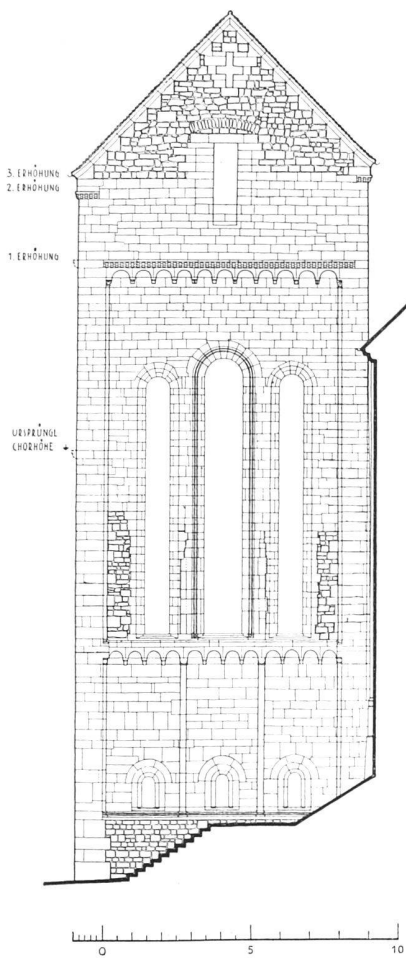 3. ERHÖHUNG
2. ERHÖHUNG
1. ERHÖHUNG
URSPRÜNGL
CHORHÖHE
0 5 10